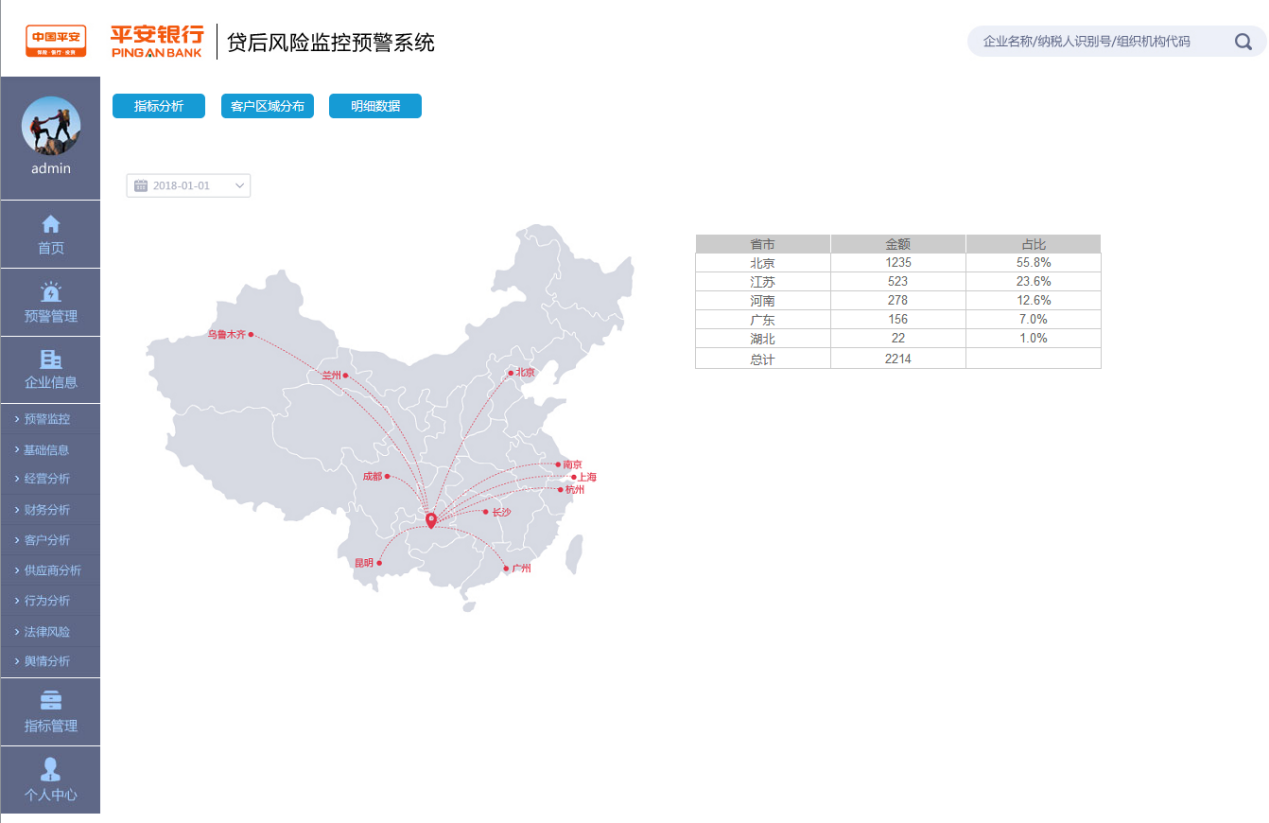 中国平安
保险·银行·投资
平安银行
PING AN BANK
贷后风险监控预警系统
企业名称/纳税人识别号/组织机构代码
admin
首页
预警管理
企业信息
预警监控
基础信息
经营分析
财务分析
客户分析
供应商分析
行为分析
法律风险
舆情分析
指标管理
个人中心
指标分析
客户区域分布
明细数据
2018-01-01
乌鲁木齐
兰州
北京
成都
南京
上海
杭州
长沙
昆明
广州
省市 金额 占比
北京 1235 55.8%
江苏 523 23.6%
河南 278 12.6%
广东 156 7.0%
湖北 22 1.0%
总计 2214